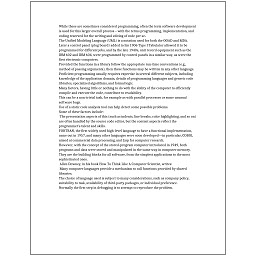 While these are sometimes considered programming, often the term software development
is used for this larger overall process – with the terms programming, implementation, and
coding reserved for the writing and editing of code per se.
The Unified Modeling Language (UML) is a notation used for both the OOAD and MDA.
Later a control panel (plug board) added to his 1906 Type I Tabulator allowed it to be
programmed for different jobs, and by the late 1940s, unit record equipment such as the
IBM 602 and IBM 604, were programmed by control panels in a similar way, as were the
first electronic computers.
Provided the functions in a library follow the appropriate run-time conventions (e.g.,
method of passing arguments), then these functions may be written in any other language.
Proficient programming usually requires expertise in several different subjects, including
knowledge of the application domain, details of programming languages and generic code
libraries, specialized algorithms, and formal logic.
Many factors, having little or nothing to do with the ability of the computer to efficiently
compile and execute the code, contribute to readability.
This can be a non-trivial task, for example as with parallel processes or some unusual
software bugs.
Use of a static code analysis tool can help detect some possible problems.
Some of these factors include:
The presentation aspects of this (such as indents, line breaks, color highlighting, and so on)
are often handled by the source code editor, but the content aspects reflect the
programmer's talent and skills.
FORTRAN, the first widely used high-level language to have a functional implementation,
came out in 1957, and many other languages were soon developed—in particular, COBOL
aimed at commercial data processing, and Lisp for computer research.
However, with the concept of the stored-program computer introduced in 1949, both
programs and data were stored and manipulated in the same way in computer memory.
They are the building blocks for all software, from the simplest applications to the most
sophisticated ones.
Allen Downey, in his book How To Think Like A Computer Scientist, writes:
Many computer languages provide a mechanism to call functions provided by shared
libraries.
The choice of language used is subject to many considerations, such as company policy,
suitability to task, availability of third-party packages, or individual preference.
Normally the first step in debugging is to attempt to reproduce the problem.